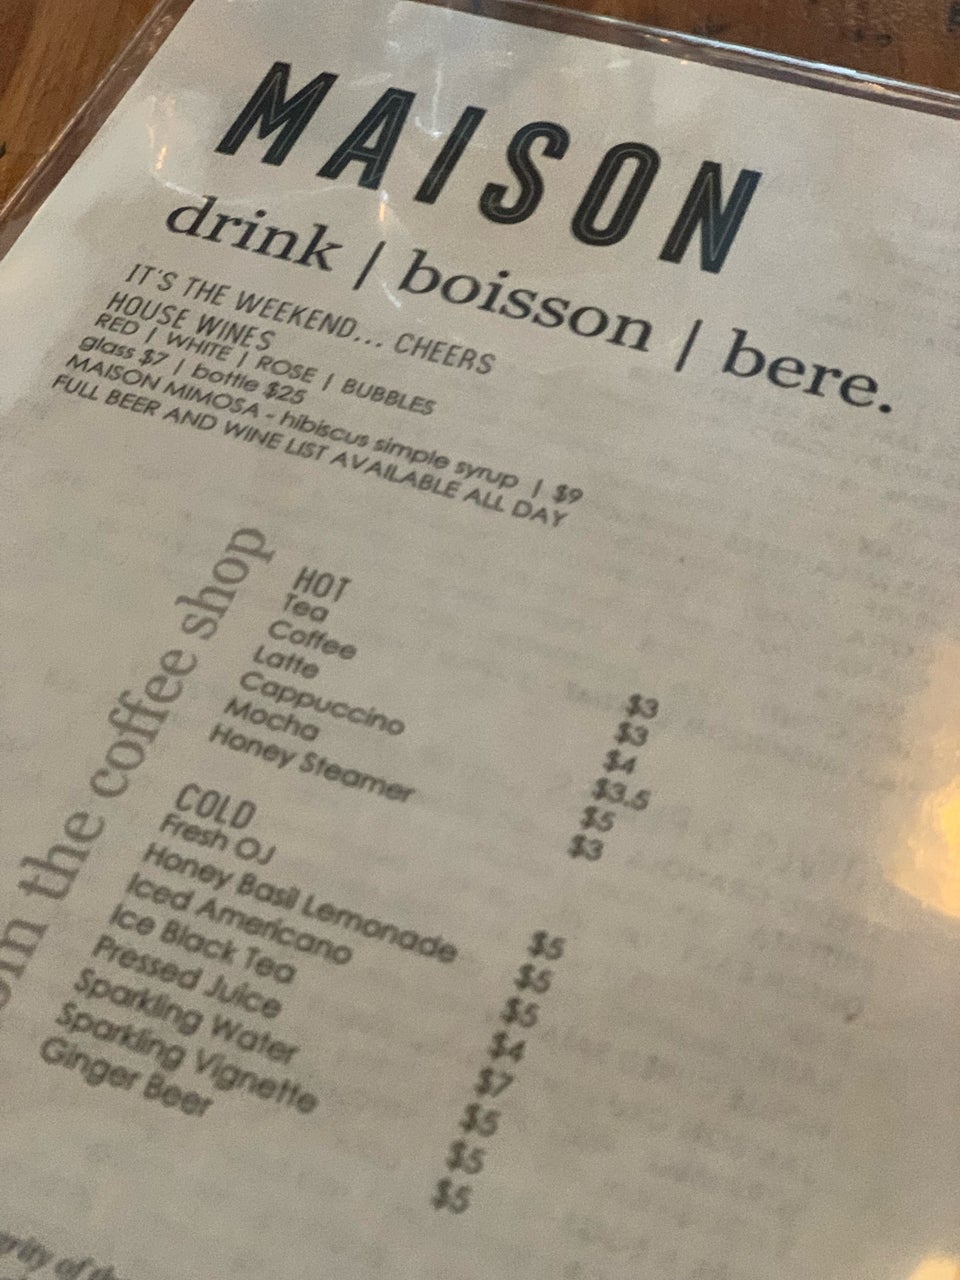 MAISON
drink | boisson | bere.
IT'S THE WEEKEND... CHEERS
HOUSE WINES
RED | WHITE | ROSE | BUBBLES
glass $7 | bottle $25
MAISON MIMOSA - hibiscus simple syrup | $9
FULL BEER AND WINE LIST AVAILABLE ALL DAY
the coffee shop
HOT
Tea $3
Coffee $3
Latte $4
Cappuccino $3.5
Mocha $5
Honey Steamer $3
COLD
Fresh OJ $5
Honey Basil Lemonade $5
Iced Americano $5
Ice Black Tea $4
Pressed Juice $7
Sparkling Water $5
Sparkling Vignette $5
Ginger Beer $5
of